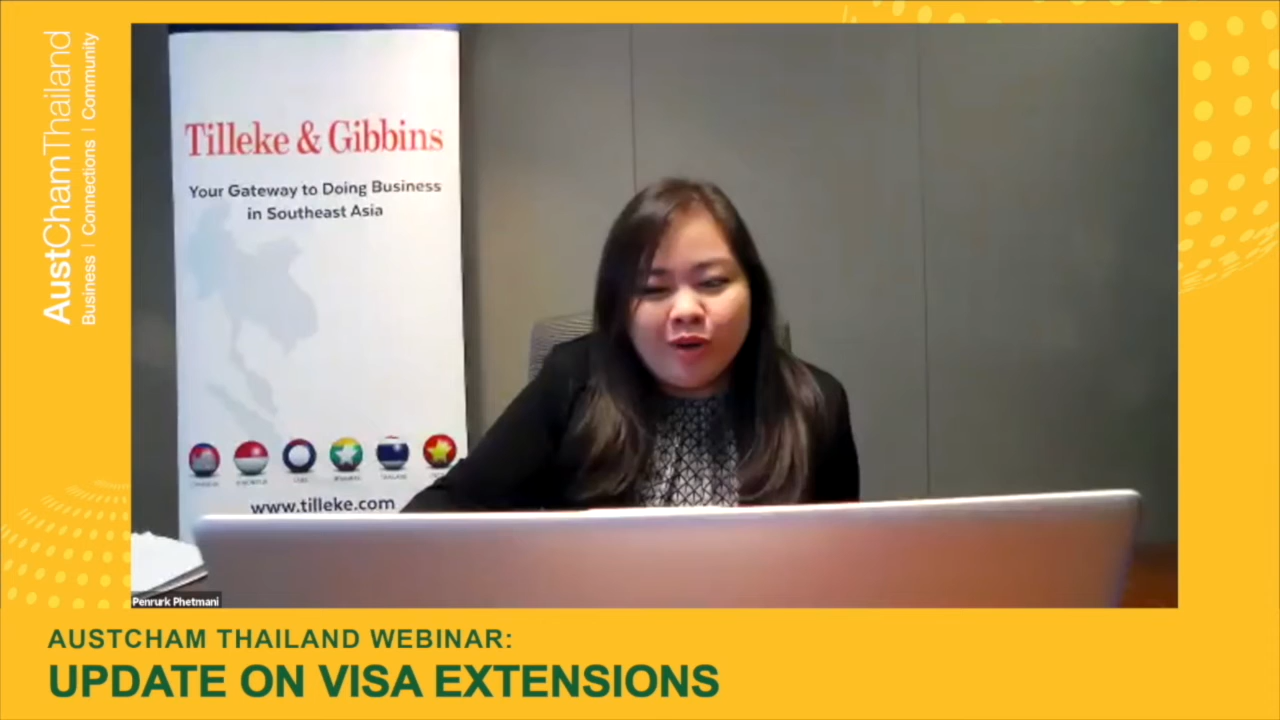 AustChamThailand
Business | Connections | Community
Tilleke & Gibbins
Your Gateway to Doing Business
in Southeast Asia
www.tilleke.com
Penrurk Phetmani
AUSTCHAM THAILAND WEBINAR:
UPDATE ON VISA EXTENSIONS